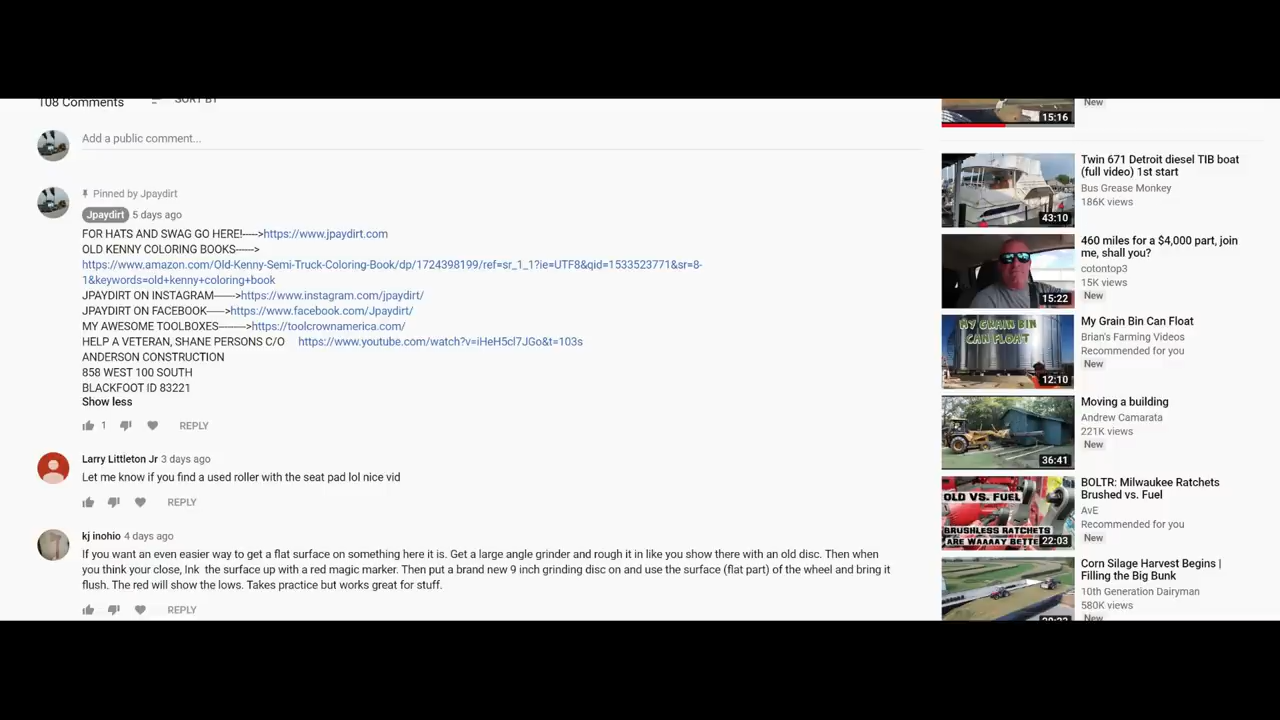 108 Comments
SORT BY
Add a public comment...
Pinned by Jpaydirt
Jpaydirt 5 days ago
FOR HATS AND SWAG GO HERE!----->https://www.jpaydirt.com
OLD KENNY COLORING BOOKS------>
https://www.amazon.com/Old-Kenny-Semi-Truck-Coloring-Book/dp/1724398199/ref=sr_1_1?ie=UTF8&qid=1533523771&sr=8-
1&keywords=old+kenny+coloring+book
JPAYDIRT ON INSTAGRAM------->https://www.instagram.com/jpaydirt/
JPAYDIRT ON FACEBOOK------>https://www.facebook.com/Jpaydirt/
MY AWESOME TOOLBOXES--------->https://toolcrownamerica.com/
HELP A VETERAN, SHANE PERSONS C/O https://www.youtube.com/watch?v=iHeH5cl7JGo&t=103s
ANDERSON CONSTRUCTION
858 WEST 100 SOUTH
BLACKFOOT ID 83221
Show less
1 REPLY
Larry Littleton Jr 3 days ago
Let me know if you find a used roller with the seat pad lol nice vid
REPLY
kj inohio 4 days ago
If you want an even easier way to get a flat surface on something here it is. Get a large angle grinder and rough it in like you show there with an old disc. Then when
you think your close, Ink the surface up with a red magic marker. Then put a brand new 9 inch grinding disc on and use the surface (flat part) of the wheel and bring it
flush. The red will show the lows. Takes practice but works great for stuff.
REPLY
New
15:16
Twin 671 Detroit diesel TIB boat
(full video) 1st start
Bus Grease Monkey
186K views
43:10
460 miles for a $4,000 part, join
me, shall you?
cotontop3
15K views
New
15:22
MY GRAIN BIN
CAN FLOAT
12:10
My Grain Bin Can Float
Brian's Farming Videos
Recommended for you
New
Moving a building
Andrew Camarata
221K views
New
36:41
OLD VS. FUEL
BRUSHLESS RATCHETS
ARE WAAAAY BETTE
22:03
BOLTR: Milwaukee Ratchets
Brushed vs. Fuel
AvE
Recommended for you
New
Corn Silage Harvest Begins |
Filling the Big Bunk
10th Generation Dairyman
580K views
New